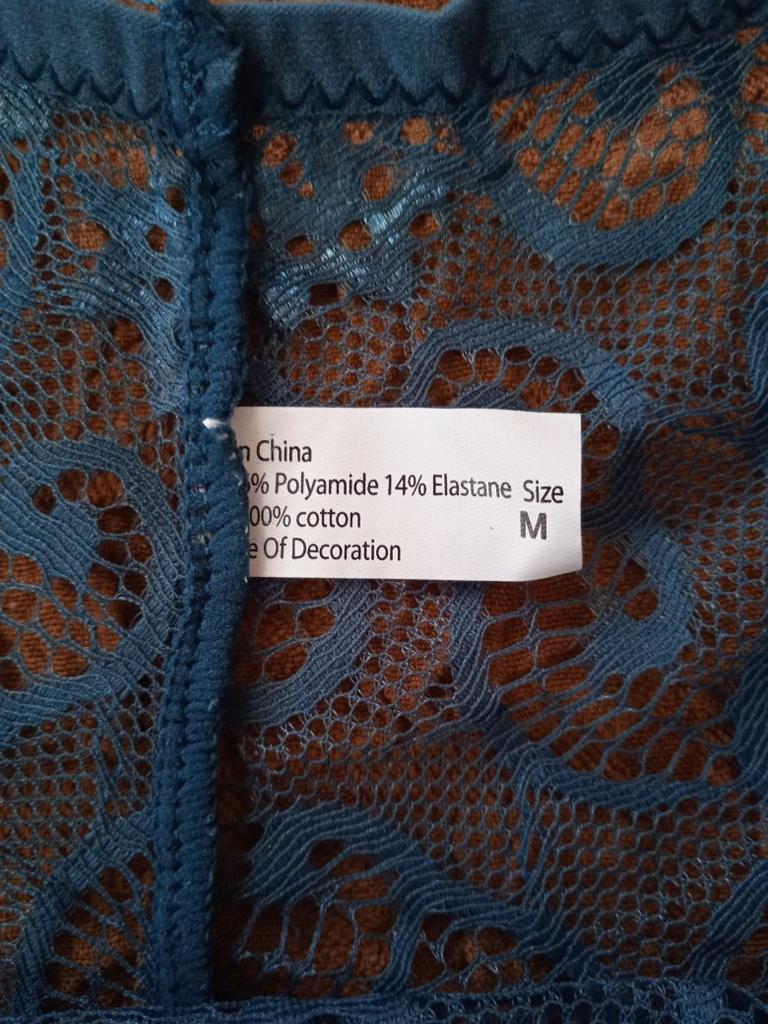 n China
% Polyamide 14% Elastane Size
00% cotton M
e Of Decoration